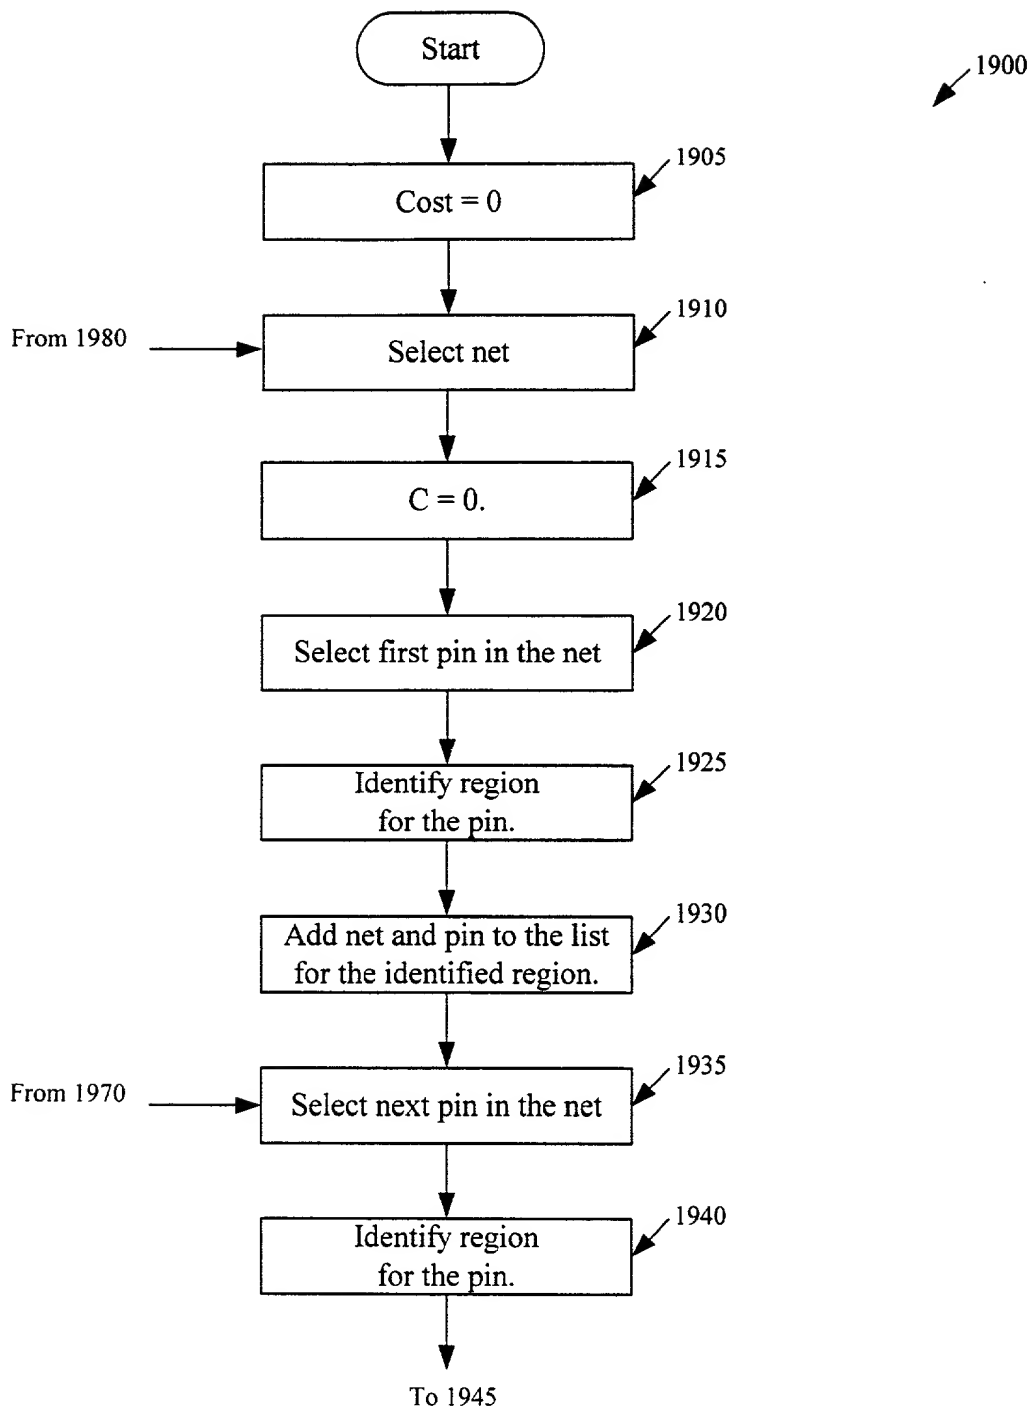 Start
1900
1905
Cost = 0
1910
From 1980
Select net
1915
C = 0.
1920
Select first pin in the net
1925
Identify region
for the pin.
1930
Add net and pin to the list
for the identified region.
1935
From 1970
Select next pin in the net
1940
Identify region
for the pin.
To 1945